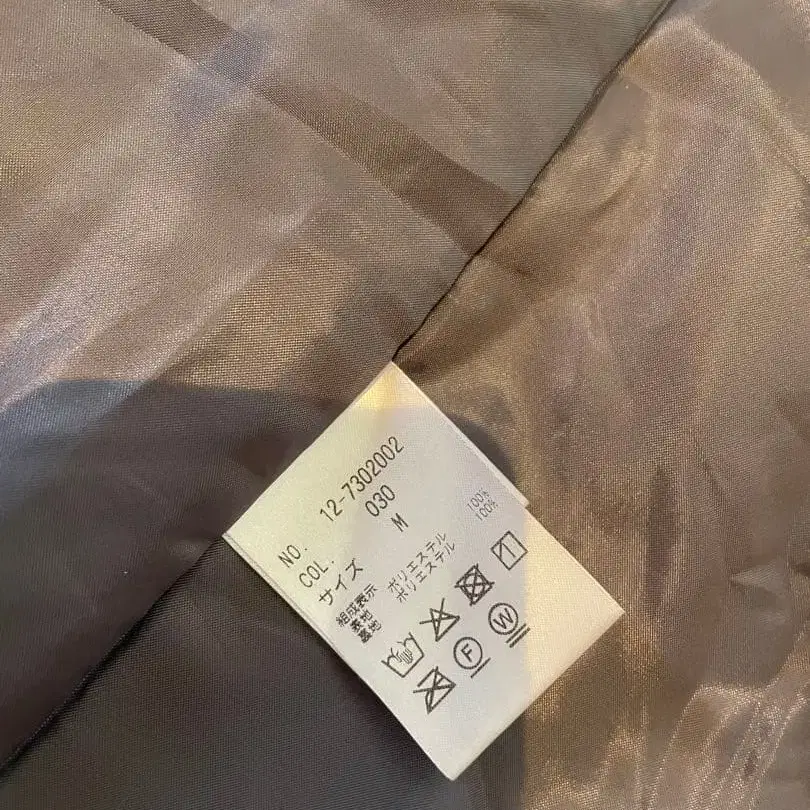 NO. 12-7302002
COL. 030
サイズ M
組成表示
表地 ポリエステル 100%
裏地 ポリエステル 100%
F W